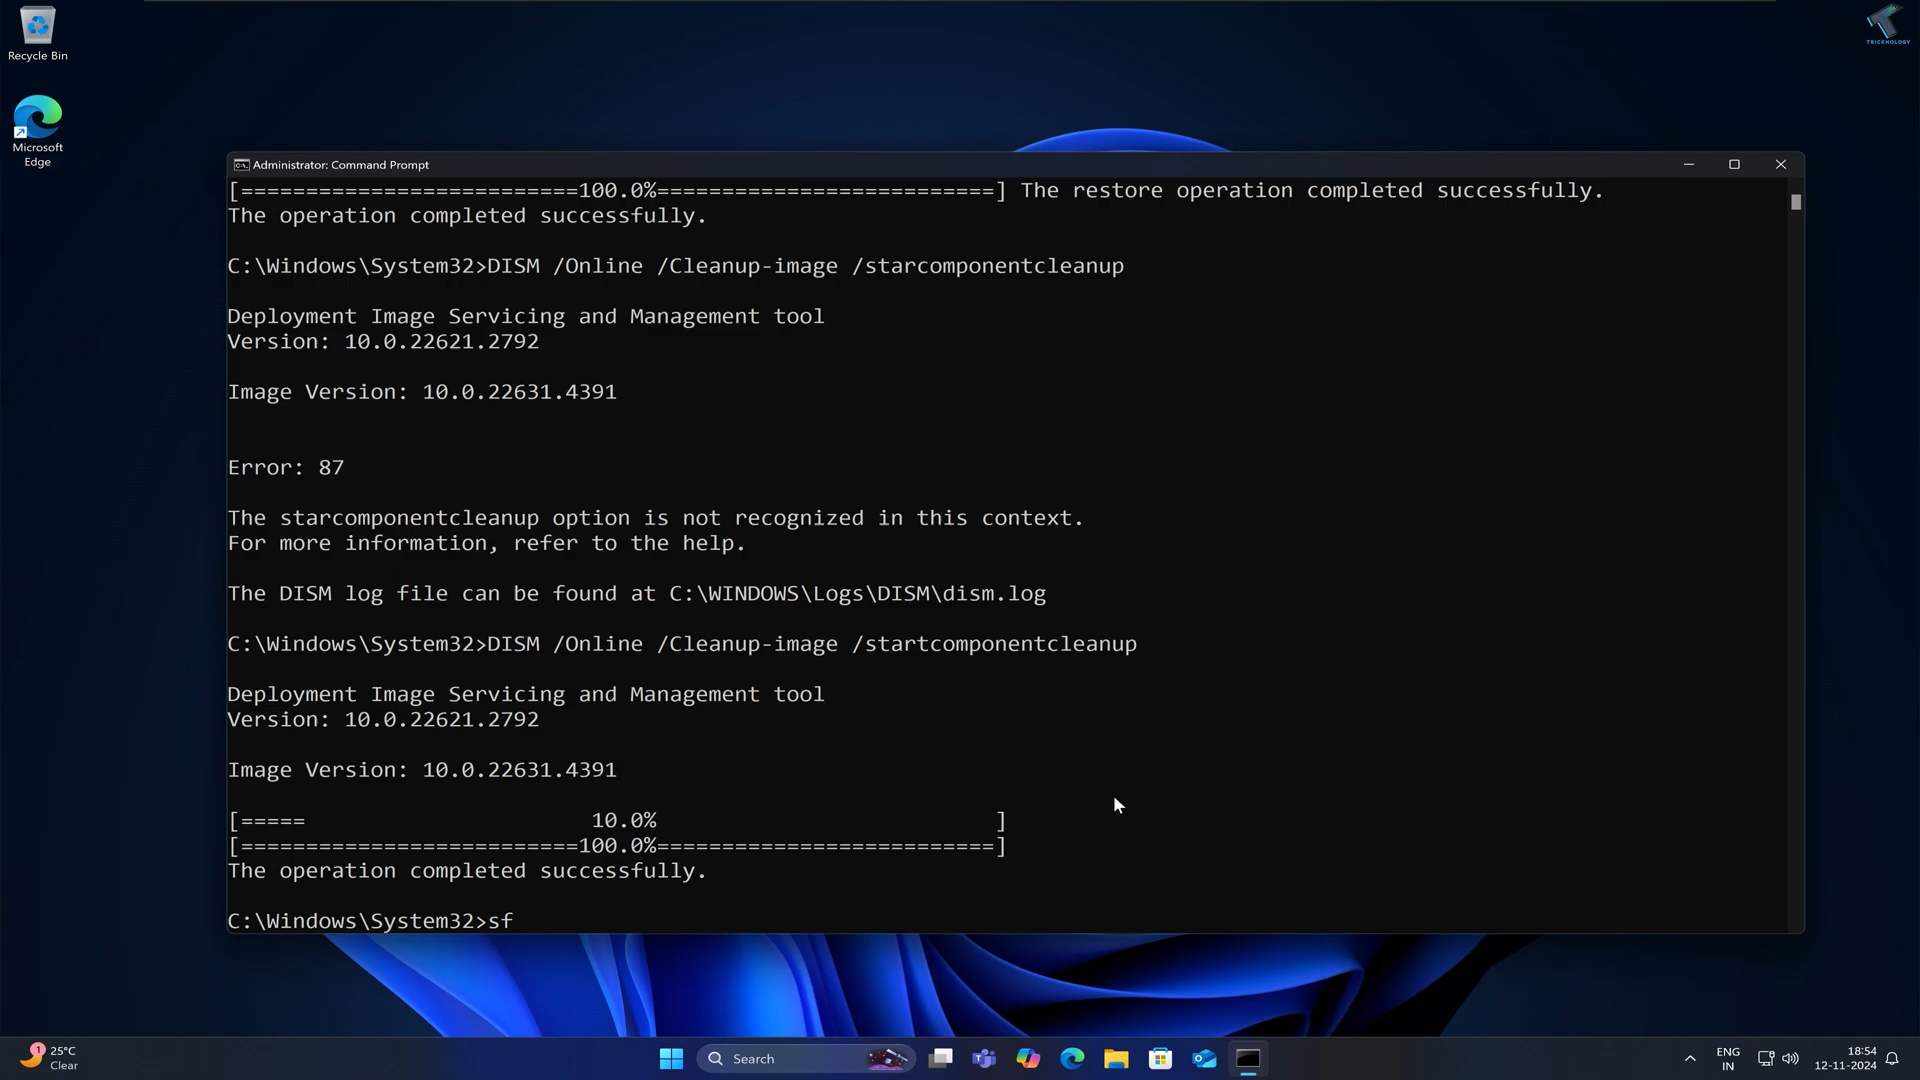 Recycle Bin
Microsoft
Edge
TRICKNOLOGY
Administrator: Command Prompt
[==========================100.0%==========================] The restore operation completed successfully.
The operation completed successfully.
C:\Windows\System32>DISM /Online /Cleanup-image /starcomponentcleanup
Deployment Image Servicing and Management tool
Version: 10.0.22621.2792
Image Version: 10.0.22631.4391
Error: 87
The starcomponentcleanup option is not recognized in this context.
For more information, refer to the help.
The DISM log file can be found at C:\WINDOWS\Logs\DISM\dism.log
C:\Windows\System32>DISM /Online /Cleanup-image /startcomponentcleanup
Deployment Image Servicing and Management tool
Version: 10.0.22621.2792
Image Version: 10.0.22631.4391
[=====                      10.0%                          ]
[==========================100.0%==========================]
The operation completed successfully.
C:\Windows\System32>sf
1
25°C
Clear
Search
ENG
IN
18:54
12-11-2024